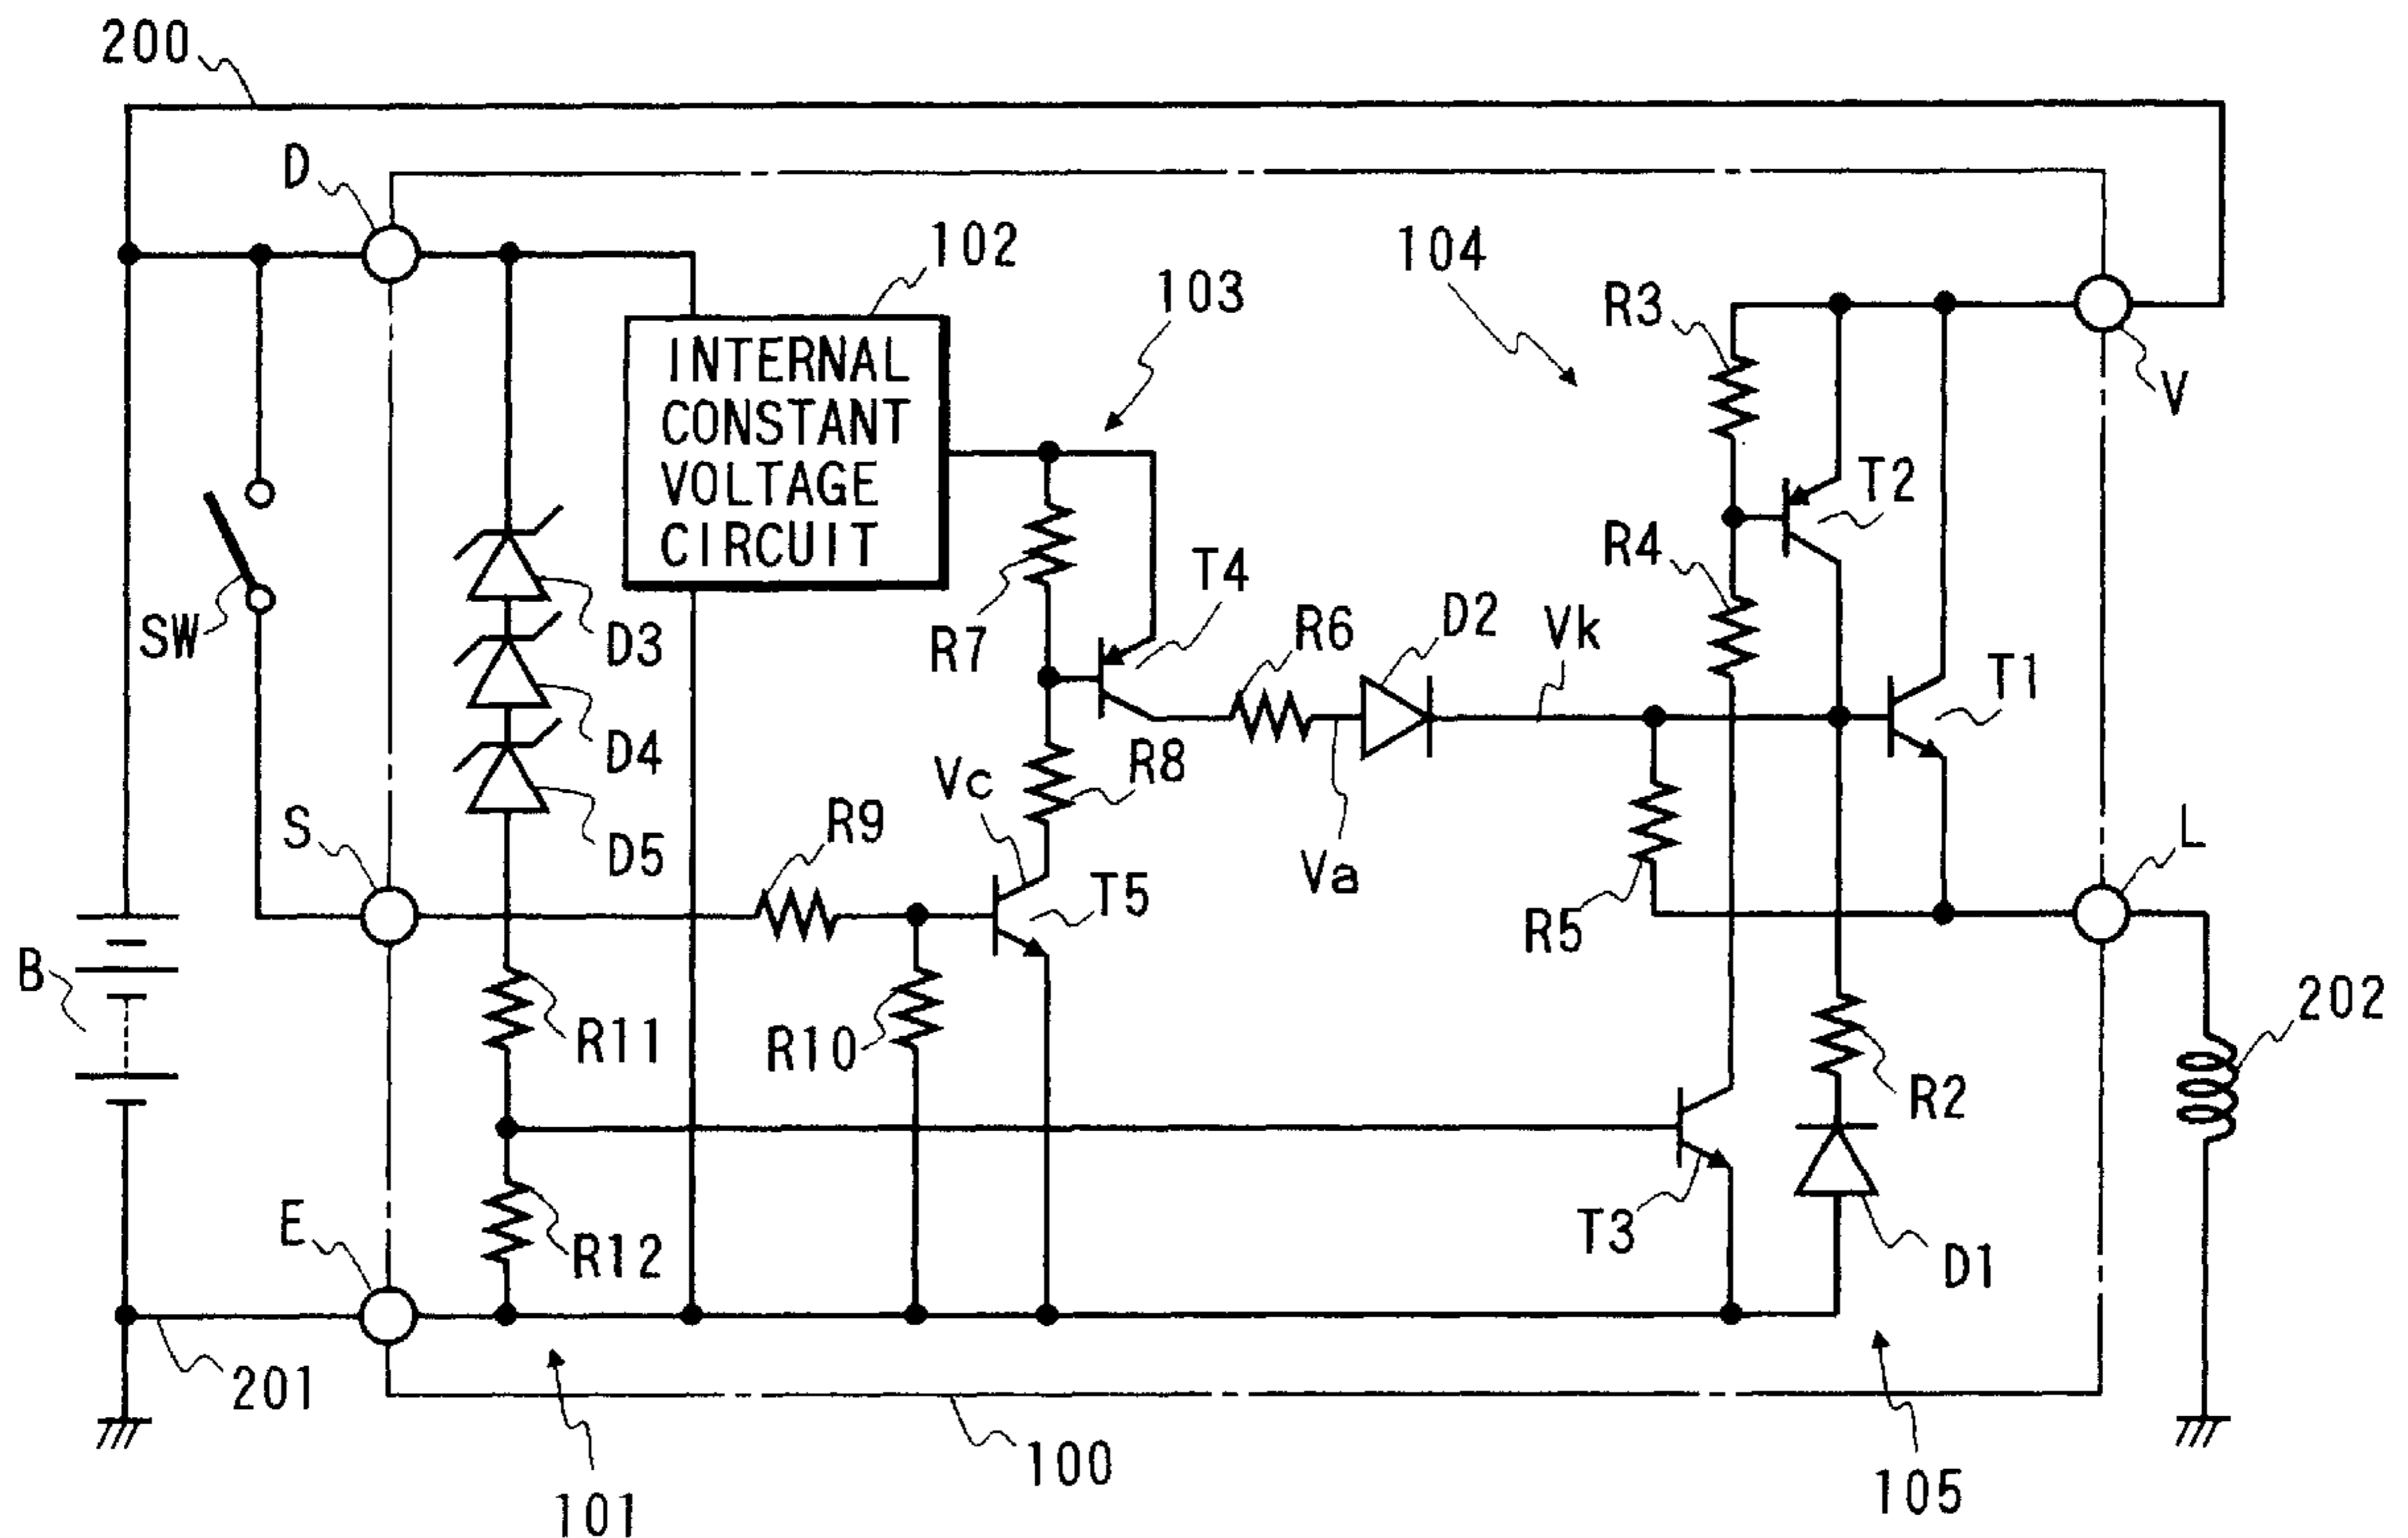 200
D
102
103
104
R3
V
INTERNAL
CONSTANT
VOLTAGE
CIRCUIT
T2
R4
T4
SW
D3
R7
R6
D2
Vk
T1
D4
Vc
R8
S
R9
L
D5
Va
T5
R5
B
R11
R10
202
R2
E
R12
T3
D1
201
100
101
105